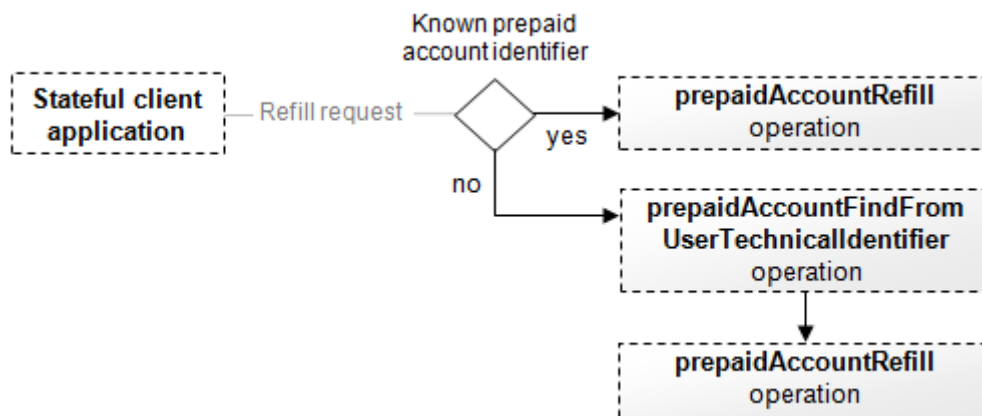 Known prepaid
account identifier
Stateful client
application
Refill request
yes
no
prepaidAccountRefill
operation
prepaidAccountFindFrom
UserTechnicalIdentifier
operation
prepaidAccountRefill
operation